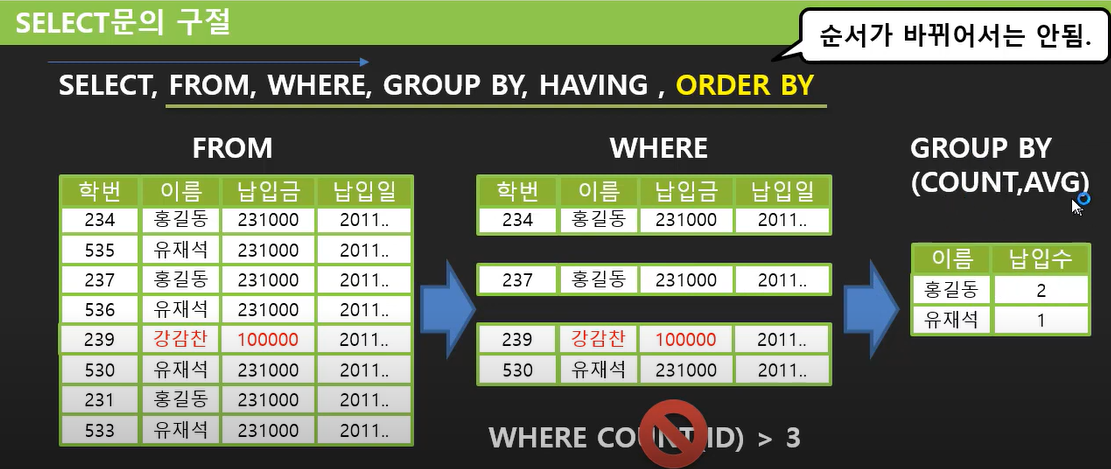 SELECT문의 구절
순서가 바뀌어서는 안됨.
SELECT, FROM, WHERE, GROUP BY, HAVING , ORDER BY
FROM
학번 이름 납입금 납입일
234 홍길동 231000 2011..
535 유재석 231000 2011..
237 홍길동 231000 2011..
536 유재석 231000 2011..
239 강감찬 100000 2011..
530 유재석 231000 2011..
231 홍길동 231000 2011..
533 유재석 231000 2011..
WHERE
학번 이름 납입금 납입일
234 홍길동 231000 2011..
237 홍길동 231000 2011..
239 강감찬 100000 2011..
530 유재석 231000 2011..
WHERE COUNT(ID) > 3
GROUP BY
(COUNT,AVG)
이름 납입수
홍길동 2
유재석 1